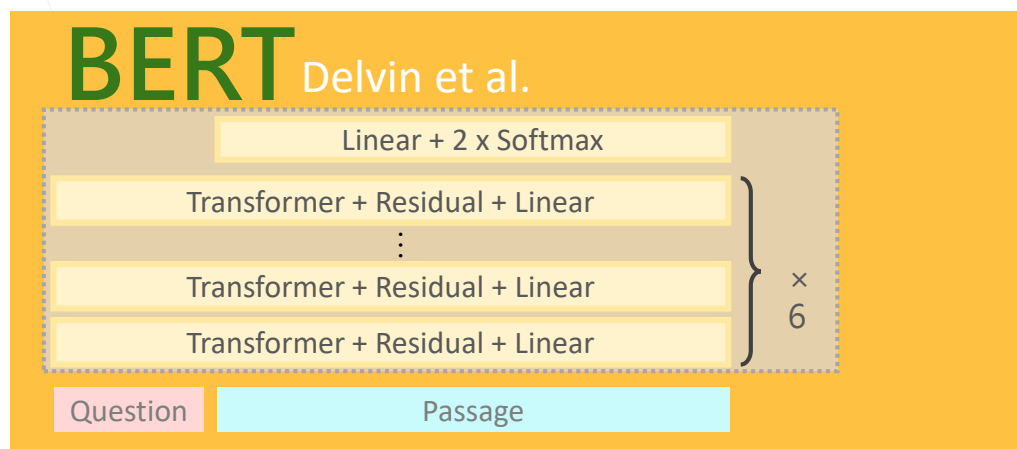 BERT Delvin et al.
Linear + 2 x Softmax
Transformer + Residual + Linear
⋮
Transformer + Residual + Linear
Transformer + Residual + Linear
×
6
Question
Passage